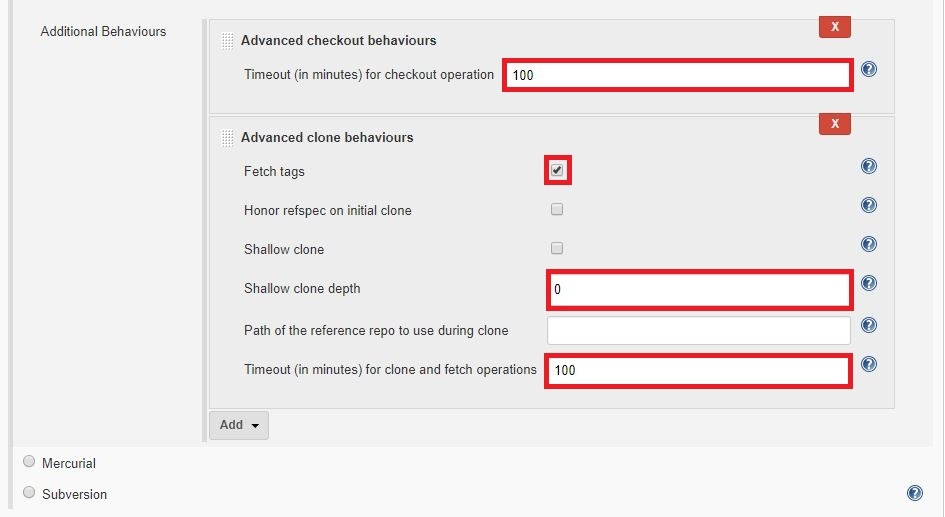 Additional Behaviours
X
Advanced checkout behaviours
Timeout (in minutes) for checkout operation 100 ?
X
Advanced clone behaviours
Fetch tags ?
Honor refspec on initial clone ?
Shallow clone ?
Shallow clone depth 0 ?
Path of the reference repo to use during clone ?
Timeout (in minutes) for clone and fetch operations 100 ?
Add
Mercurial
Subversion ?